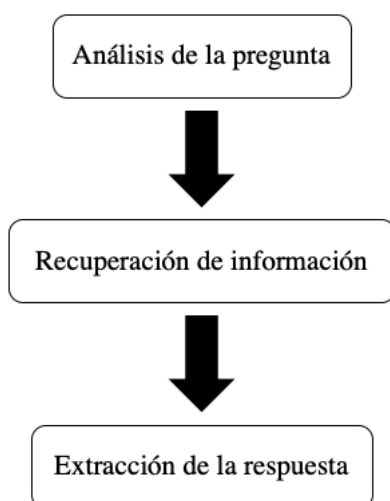 Análisis de la pregunta
Recuperación de información
Extracción de la respuesta